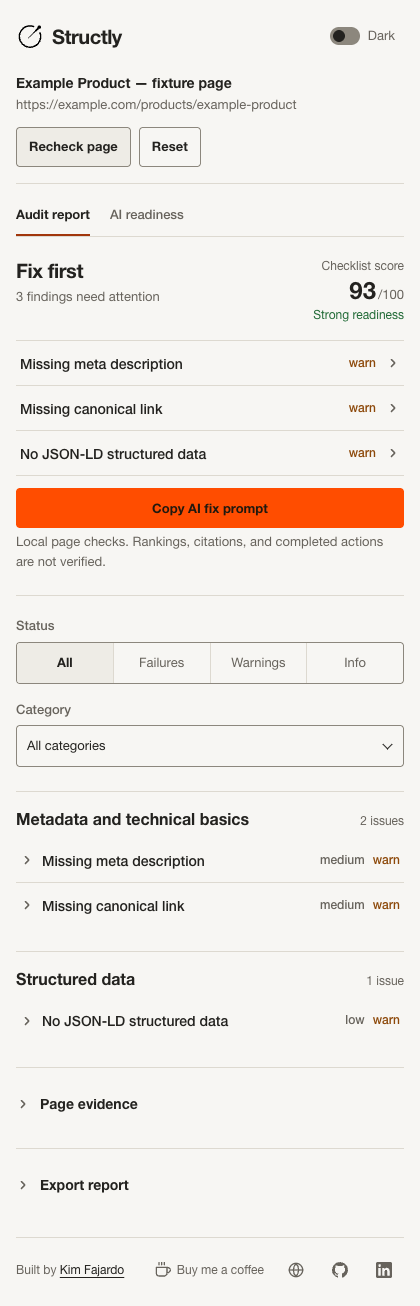 Structly
Dark
Example Product — fixture page
https://example.com/products/example-product
Recheck page
Reset
Audit report
AI readiness
Fix first
3 findings need attention
Checklist score
93/100
Strong readiness
Missing meta description warn
Missing canonical link warn
No JSON-LD structured data warn
Copy AI fix prompt
Local page checks. Rankings, citations, and completed actions
are not verified.
Status
All Failures Warnings Info
Category
All categories
Metadata and technical basics 2 issues
Missing meta description medium warn
Missing canonical link medium warn
Structured data 1 issue
No JSON-LD structured data low warn
Page evidence
Export report
Built by Kim Fajardo Buy me a coffee